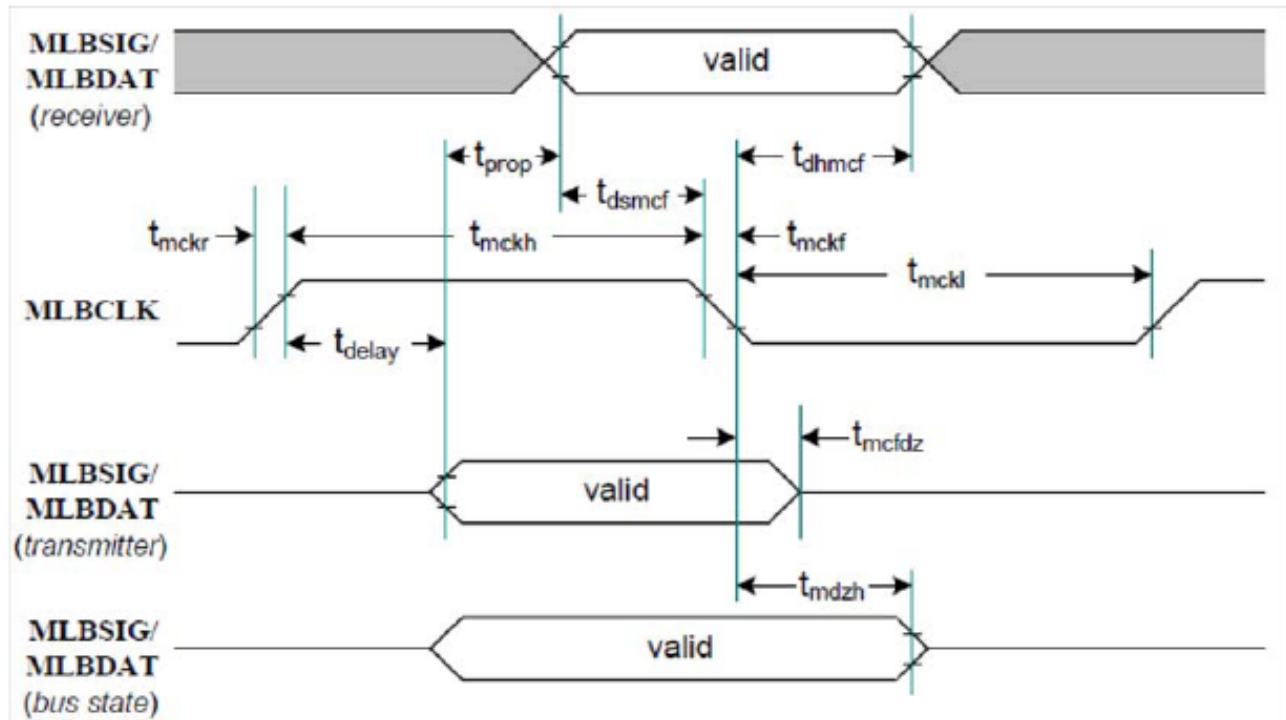 MLBSIG/
MLBDAT
(receiver)
valid
tprop
tdhmcf
tdsmcf
tmckr
tmckh
tmckf
tmckl
MLBCLK
tdelay
tmcfdz
MLBSIG/
MLBDAT
(transmitter)
valid
tmdzh
MLBSIG/
MLBDAT
(bus state)
valid